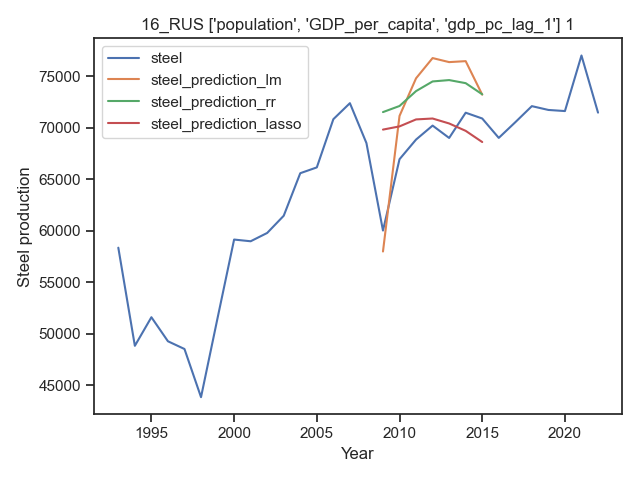 16_RUS ['population', 'GDP_per_capita', 'gdp_pc_lag_1'] 1
steel
steel_prediction_lm
steel_prediction_rr
steel_prediction_lasso
Steel production
75000
70000
65000
60000
55000
50000
45000
1995 2000 2005 2010 2015 2020
Year